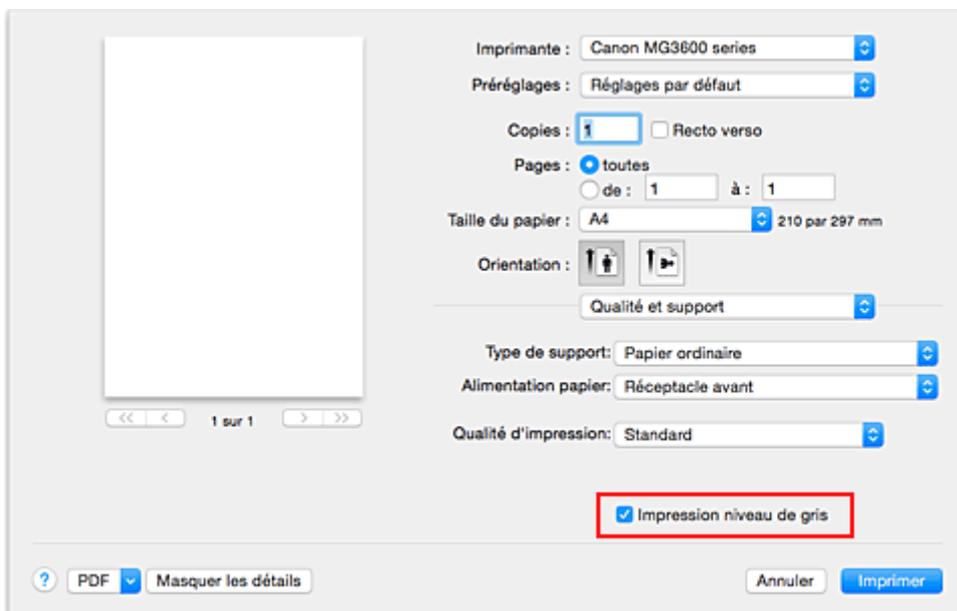 Imprimante : Canon MG3600 series
Préréglages : Réglages par défaut
Copies : 1 Recto verso
Pages : toutes
de : 1 à : 1
Taille du papier : A4 210 par 297 mm
Orientation :
Qualité et support
Type de support: Papier ordinaire
Alimentation papier: Réceptacle avant
1 sur 1
Qualité d'impression: Standard
Impression niveau de gris
? PDF Masquer les détails Annuler Imprimer